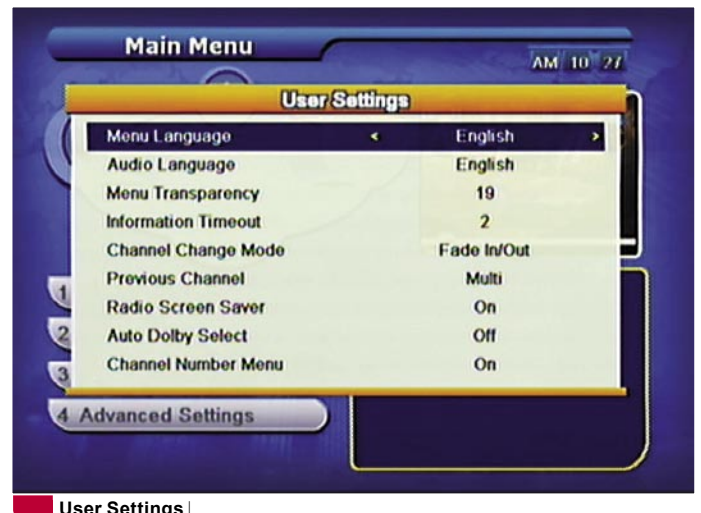 Main Menu
AM 10 27
User Settings
Menu Language < English >
Audio Language English
Menu Transparency 19
Information Timeout 2
Channel Change Mode Fade In/Out
Previous Channel Multi
Radio Screen Saver On
Auto Dolby Select Off
Channel Number Menu On
1
2
3
4 Advanced Settings
User Settings